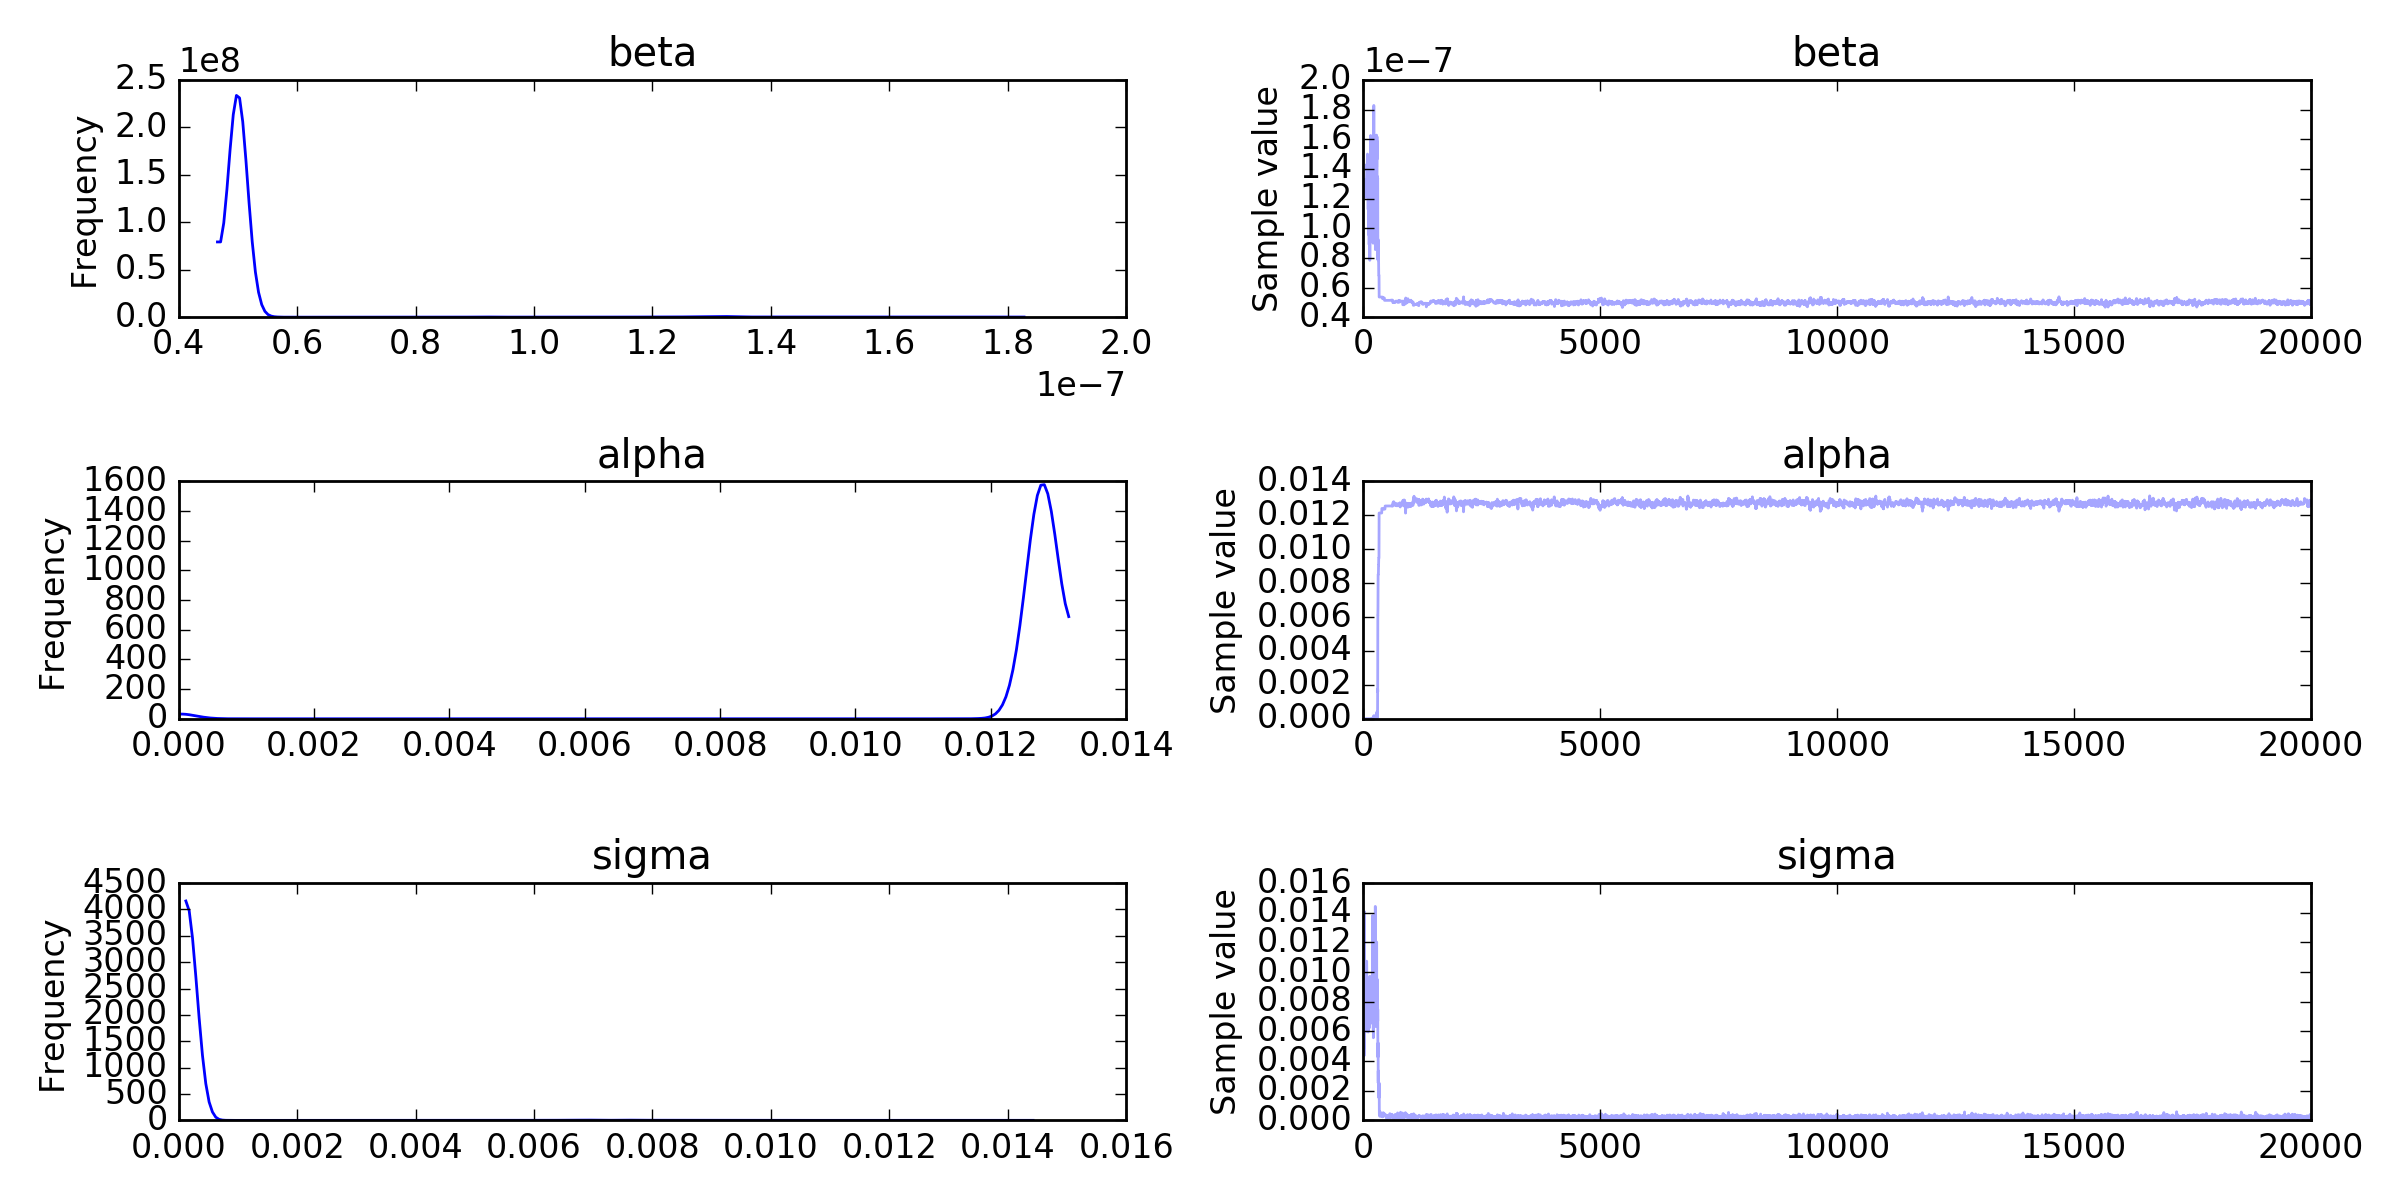 beta
1e8
2.5
2.0
1.5
1.0
0.5
0.0
Frequency
0.4 0.6 0.8 1.0 1.2 1.4 1.6 1.8 2.0
1e−7
beta
1e−7
2.0
1.8
1.6
1.4
1.2
1.0
0.8
0.6
0.4
Sample value
0 5000 10000 15000 20000
alpha
1600
1400
1200
1000
800
600
400
200
0
Frequency
0.000 0.002 0.004 0.006 0.008 0.010 0.012 0.014
alpha
0.014
0.012
0.010
0.008
0.006
0.004
0.002
0.000
Sample value
0 5000 10000 15000 20000
sigma
4500
4000
3500
3000
2500
2000
1500
1000
500
0
Frequency
0.000 0.002 0.004 0.006 0.008 0.010 0.012 0.014 0.016
sigma
0.016
0.014
0.012
0.010
0.008
0.006
0.004
0.002
0.000
Sample value
0 5000 10000 15000 20000